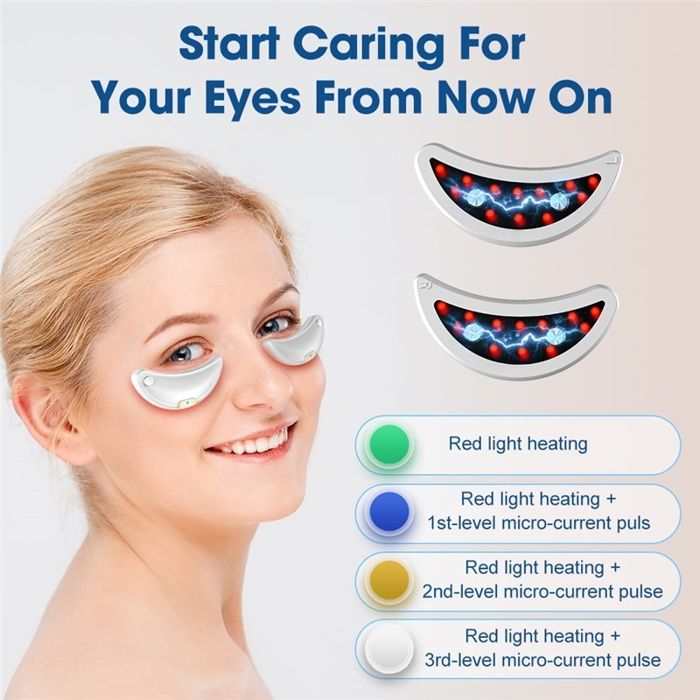 Start Caring For
Your Eyes From Now On
Red light heating
Red light heating +
1st-level micro-current puls
Red light heating +
2nd-level micro-current pulse
Red light heating +
3rd-level micro-current pulse